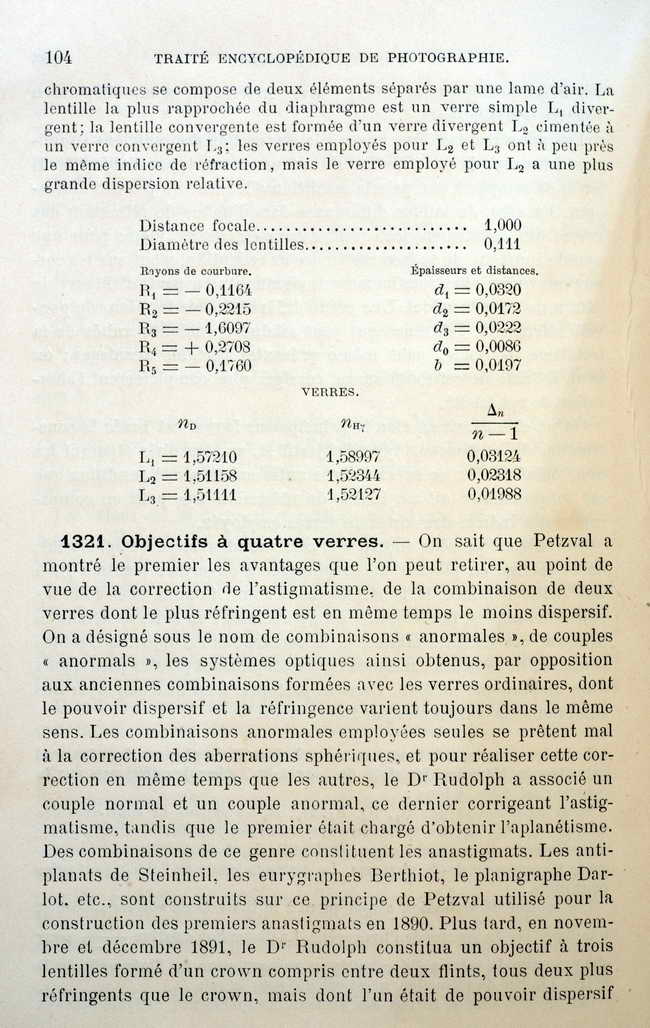 104 TRAITÉ ENCYCLOPÉDIQUE DE PHOTOGRAPHIE.
chromatiques se compose de deux éléments séparés par une lame d'air. La
lentille la plus rapprochée du diaphragme est un verre simple L₁ diver-
gent; la lentille convergente est formée d'un verre divergent L₂ cimentée à
un verre convergent L₃; les verres employés pour L₂ et L₃ ont à peu près
le même indice de réfraction, mais le verre employé pour L₂ a une plus
grande dispersion relative.
Distance focale........................... 1,000
Diamètre des lentilles..................... 0,111
Rayons de courbure. Épaisseurs et distances.
R₁ = — 0,1164 d₁ = 0,0320
R₂ = — 0,2215 d₂ = 0,0172
R₃ = — 1,6097 d₃ = 0,0222
R₄ = + 0,2708 d₀ = 0,0086
R₅ = — 0,1760 b = 0,0197
VERRES.
n_D n_Hγ Δn / n — 1
L₁ = 1,57210 1,58997 0,03124
L₂ = 1,51158 1,52344 0,02318
L₃ = 1,51111 1,52127 0,01988
1321. Objectifs à quatre verres. — On sait que Petzval a
montré le premier les avantages que l'on peut retirer, au point de
vue de la correction de l'astigmatisme, de la combinaison de deux
verres dont le plus réfringent est en même temps le moins dispersif.
On a désigné sous le nom de combinaisons « anormales », de couples
« anormals », les systèmes optiques ainsi obtenus, par opposition
aux anciennes combinaisons formées avec les verres ordinaires, dont
le pouvoir dispersif et la réfringence varient toujours dans le même
sens. Les combinaisons anormales employées seules se prêtent mal
à la correction des aberrations sphériques, et pour réaliser cette cor-
rection en même temps que les autres, le Dʳ Rudolph a associé un
couple normal et un couple anormal, ce dernier corrigeant l'astig-
matisme, tandis que le premier était chargé d'obtenir l'aplanétisme.
Des combinaisons de ce genre constituent les anastigmats. Les anti-
planats de Steinheil, les eurygraphes Berthiot, le planigraphe Dar-
lot, etc., sont construits sur ce principe de Petzval utilisé pour la
construction des premiers anastigmats en 1890. Plus tard, en novem-
bre et décembre 1891, le Dʳ Rudolph constitua un objectif à trois
lentilles formé d'un crown compris entre deux flints, tous deux plus
réfringents que le crown, mais dont l'un était de pouvoir dispersif